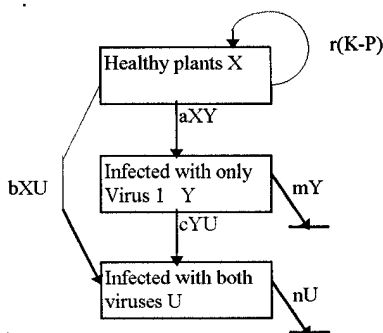 r(K-P)
Healthy plants X
aXY
bXU
Infected with only
Virus 1 Y
mY
cYU
Infected with both
viruses U
nU